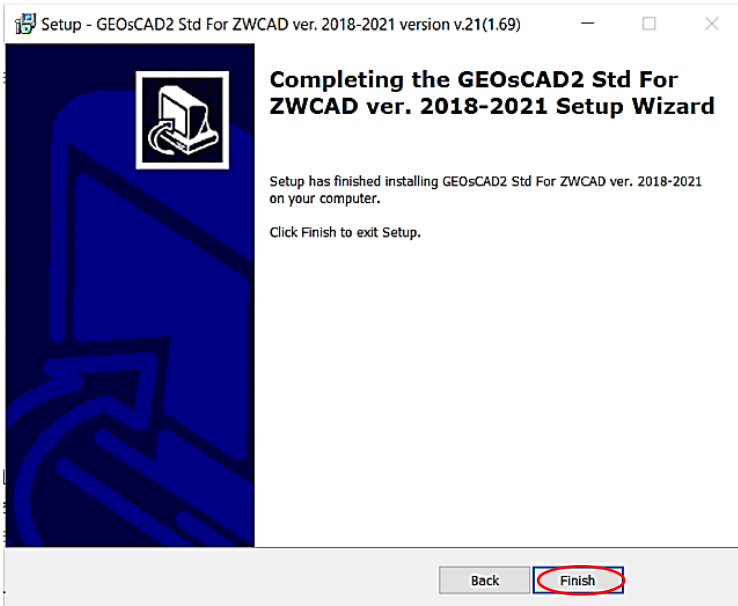 Setup - GEOsCAD2 Std For ZWCAD ver. 2018-2021 version v.21(1.69)
Completing the GEOsCAD2 Std For
ZWCAD ver. 2018-2021 Setup Wizard
Setup has finished installing GEOsCAD2 Std For ZWCAD ver. 2018-2021
on your computer.
Click Finish to exit Setup.
Back
Finish